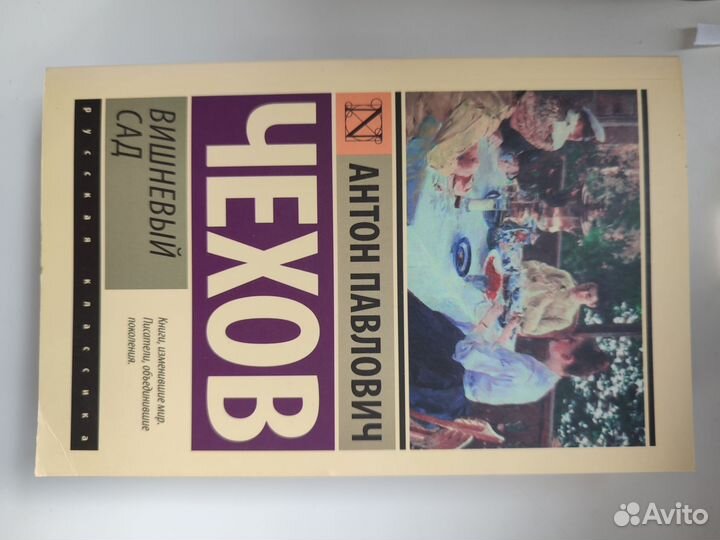 АНТОН ПАВЛОВИЧ
ЧЕХОВ
ВИШНЕВЫЙ
САД
Книги, изменившие мир.
Писатели, объединившие
поколения.
РУССКАЯ КЛАССИКА
Avito